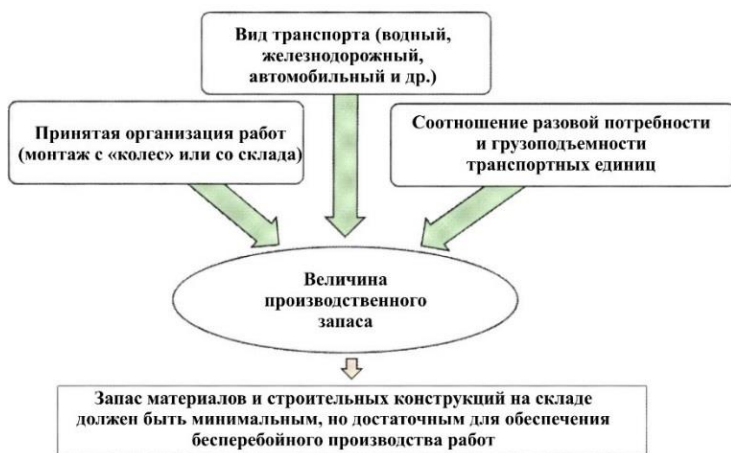 Вид транспорта (водный,
железнодорожный,
автомобильный и др.)
Принятая организация работ
(монтаж с «колес» или со склада)
Соотношение разовой потребности
и грузоподъемности
транспортных единиц
Величина
производственного
запаса
Запас материалов и строительных конструкций на складе
должен быть минимальным, но достаточным для обеспечения
бесперебойного производства работ